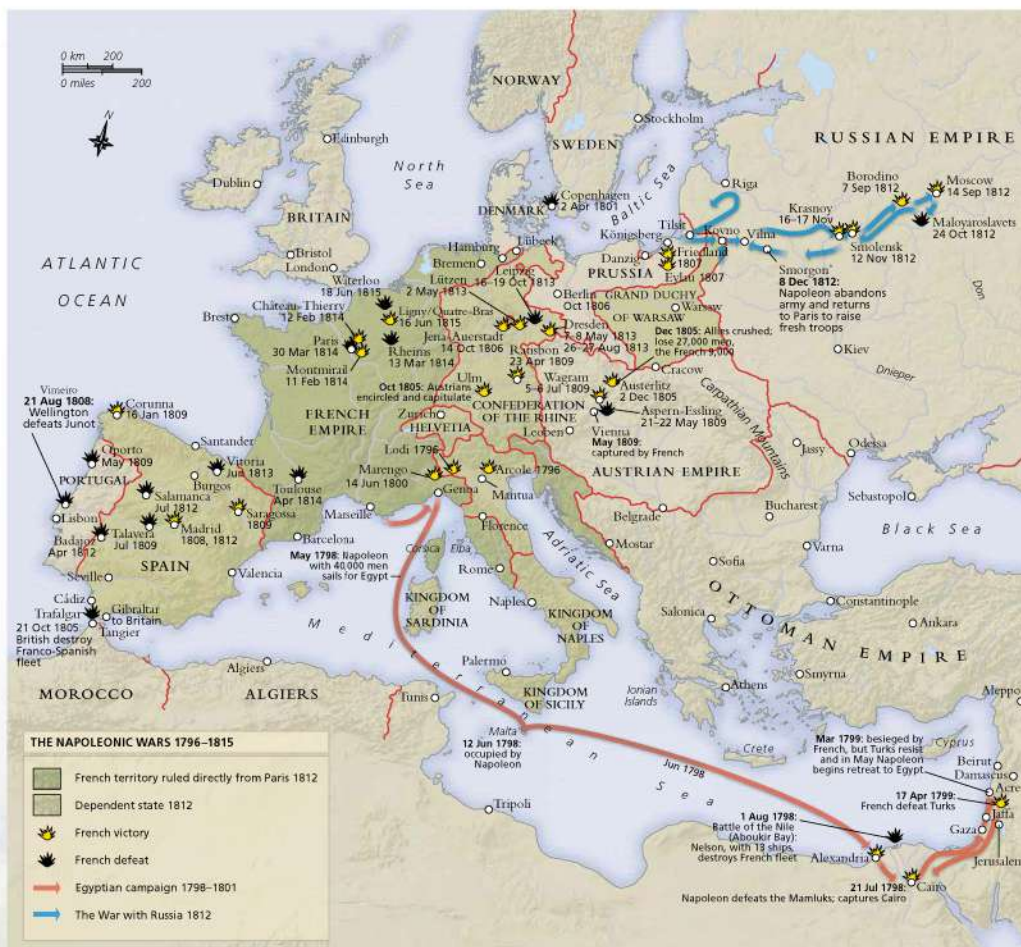 0 km 200
0 miles 200
N
NORWAY
Stockholm
SWEDEN
RUSSIAN EMPIRE
Edinburgh
North
Sea
Baltic Sea
Riga
Borodino
7 Sep 1812
Moscow
14 Sep 1812
Dublin
Copenhagen
2 Apr 1801
DENMARK
Krasnoy
16–17 Nov
Maloyaroslavets
24 Oct 1812
BRITAIN
Tilsit
Kovno
Vilna
Königsberg
Smolensk
12 Nov 1812
Hamburg
Lübeck
Danzig
Friedland
1807
PRUSSIA
Eylau 1807
Smorgon'
8 Dec 1812:
Napoleon abandons
army and returns
to Paris to raise
fresh troops
Bristol
London
Bremen
Leipzig
16–19 Oct 1813
ATLANTIC
OCEAN
Waterloo
18 Jun 1815
Lützen
2 May 1813
Berlin
Oct 1806
GRAND DUCHY
OF WARSAW
Warsaw
Don
Château-Thierry
12 Feb 1814
Ligny/Quatre-Bras
16 Jun 1815
Brest
Jena-Auerstadt
14 Oct 1806
Dresden
7–8 May 1813
26–27 Aug 1813
Dec 1805: Allies crushed;
lose 27,000 men,
the French 9,000
Paris
30 Mar 1814
Rheims
13 Mar 1814
Ratisbon
23 Apr 1809
Kiev
Dnieper
Montmirail
11 Feb 1814
Cracow
Ulm
Oct 1805: Austrians
encircled and capitulate
Wagram
5–6 Jul 1809
Austerlitz
2 Dec 1805
Vimeiro
21 Aug 1808:
Wellington
defeats Junot
Corunna
16 Jan 1809
FRENCH
EMPIRE
Zurich
HELVETIA
CONFEDERATION
OF THE RHINE
Aspern-Essling
21–22 May 1809
Carpathian Mountains
Leoben
Vienna
May 1809:
captured by French
Jassy
Odessa
Santander
Lodi 1796
Oporto
May 1809
Vitoria
Jun 1813
Marengo
14 Jun 1800
Arcole 1796
AUSTRIAN EMPIRE
PORTUGAL
Burgos
Toulouse
Apr 1814
Genoa
Mantua
Sebastopol
Salamanca
Jul 1812
Saragossa
1809
Marseille
Belgrade
Bucharest
Lisbon
Madrid
1808, 1812
Florence
Black Sea
Badajoz
Apr 1812
Talavera
Jul 1809
Barcelona
Adriatic Sea
Mostar
Varna
May 1798: Napoleon
with 40,000 men
sails for Egypt
Corsica
Elba
Sofia
SPAIN
Seville
Valencia
Rome
Constantinople
Cádiz
Trafalgar
21 Oct 1805
British destroy
Franco-Spanish
fleet
Gibraltar
to Britain
Tangier
KINGDOM
OF
SARDINIA
Naples
KINGDOM
OF
NAPLES
Salonica
OTTOMAN EMPIRE
Ankara
Mediterranean Sea
Palermo
Smyrna
Algiers
MOROCCO
ALGIERS
Tunis
KINGDOM
OF SICILY
Ionian
Islands
Athens
Aleppo
Malta
12 Jun 1798:
occupied by
Napoleon
Jun 1798
Crete
Mar 1799: besieged by
French, but Turks resist
and in May Napoleon
begins retreat to Egypt
Cyprus
Beirut
Damascus
Acre
17 Apr 1799:
French defeat Turks
Tripoli
1 Aug 1798:
Battle of the Nile
(Aboukir Bay):
Nelson, with 13 ships,
destroys French fleet
Jaffa
Gaza
Alexandria
Jerusalem
21 Jul 1798:
Napoleon defeats the Mamluks; captures Cairo
Cairo
THE NAPOLEONIC WARS 1796–1815
French territory ruled directly from Paris 1812
Dependent state 1812
French victory
French defeat
Egyptian campaign 1798–1801
The War with Russia 1812